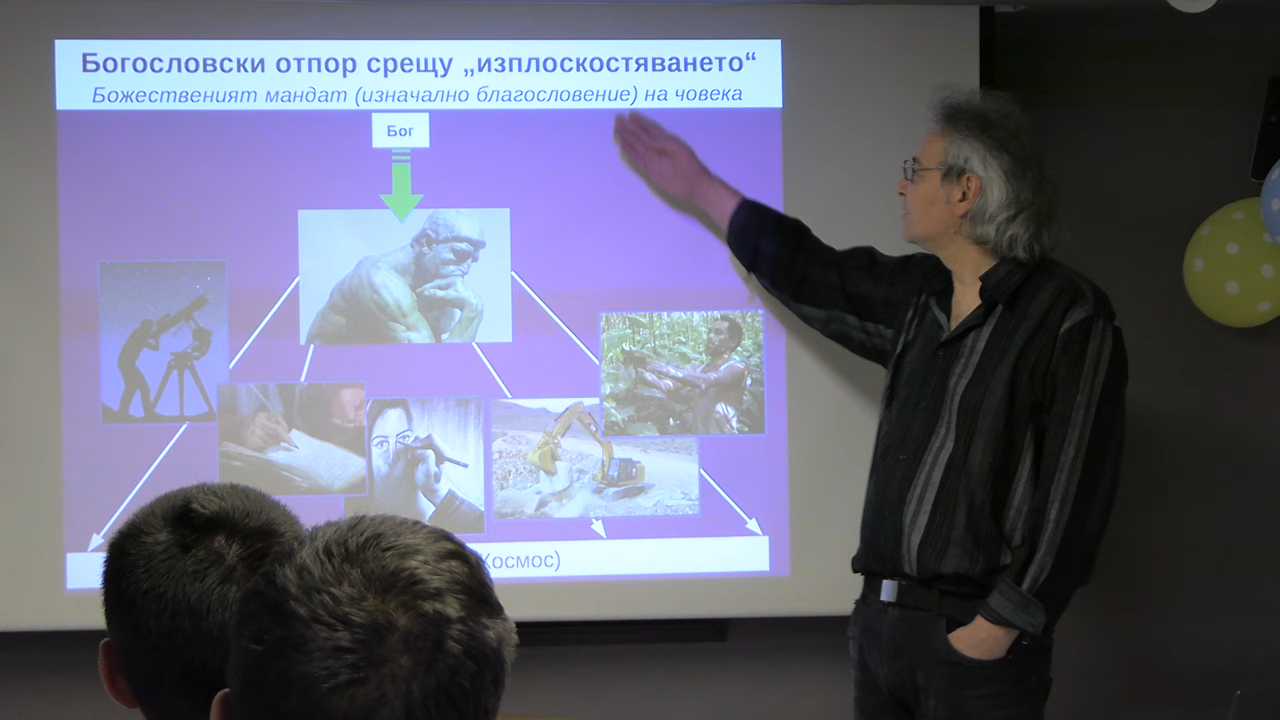 Богословски отпор срещу „изплоскостяването“
Божественият мандат (изначално благословение) на човека
Бог
Космос)